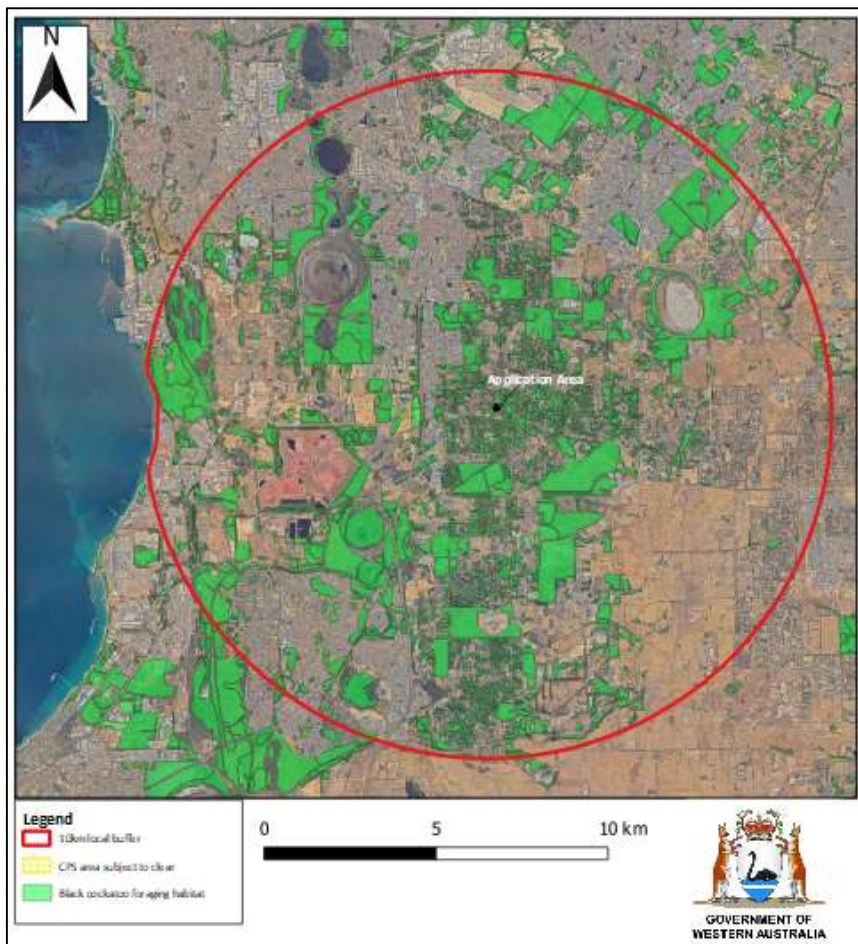 N
Application Area
Legend
10km local buffer
CPS area subject to clear
Black cockatoo foraging habitat
0 5 10 km
GOVERNMENT OF
WESTERN AUSTRALIA